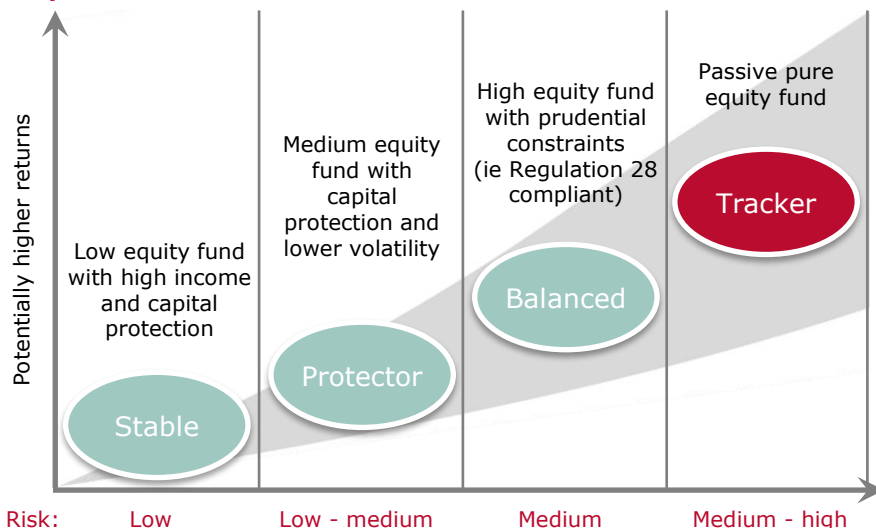 Potentially higher returns
Low equity fund
with high income
and capital
protection
Stable
Medium equity
fund with
capital
protection and
lower volatility
Protector
High equity fund
with prudential
constraints
(ie Regulation 28
compliant)
Balanced
Passive pure
equity fund
Tracker
Risk: Low Low - medium Medium Medium - high